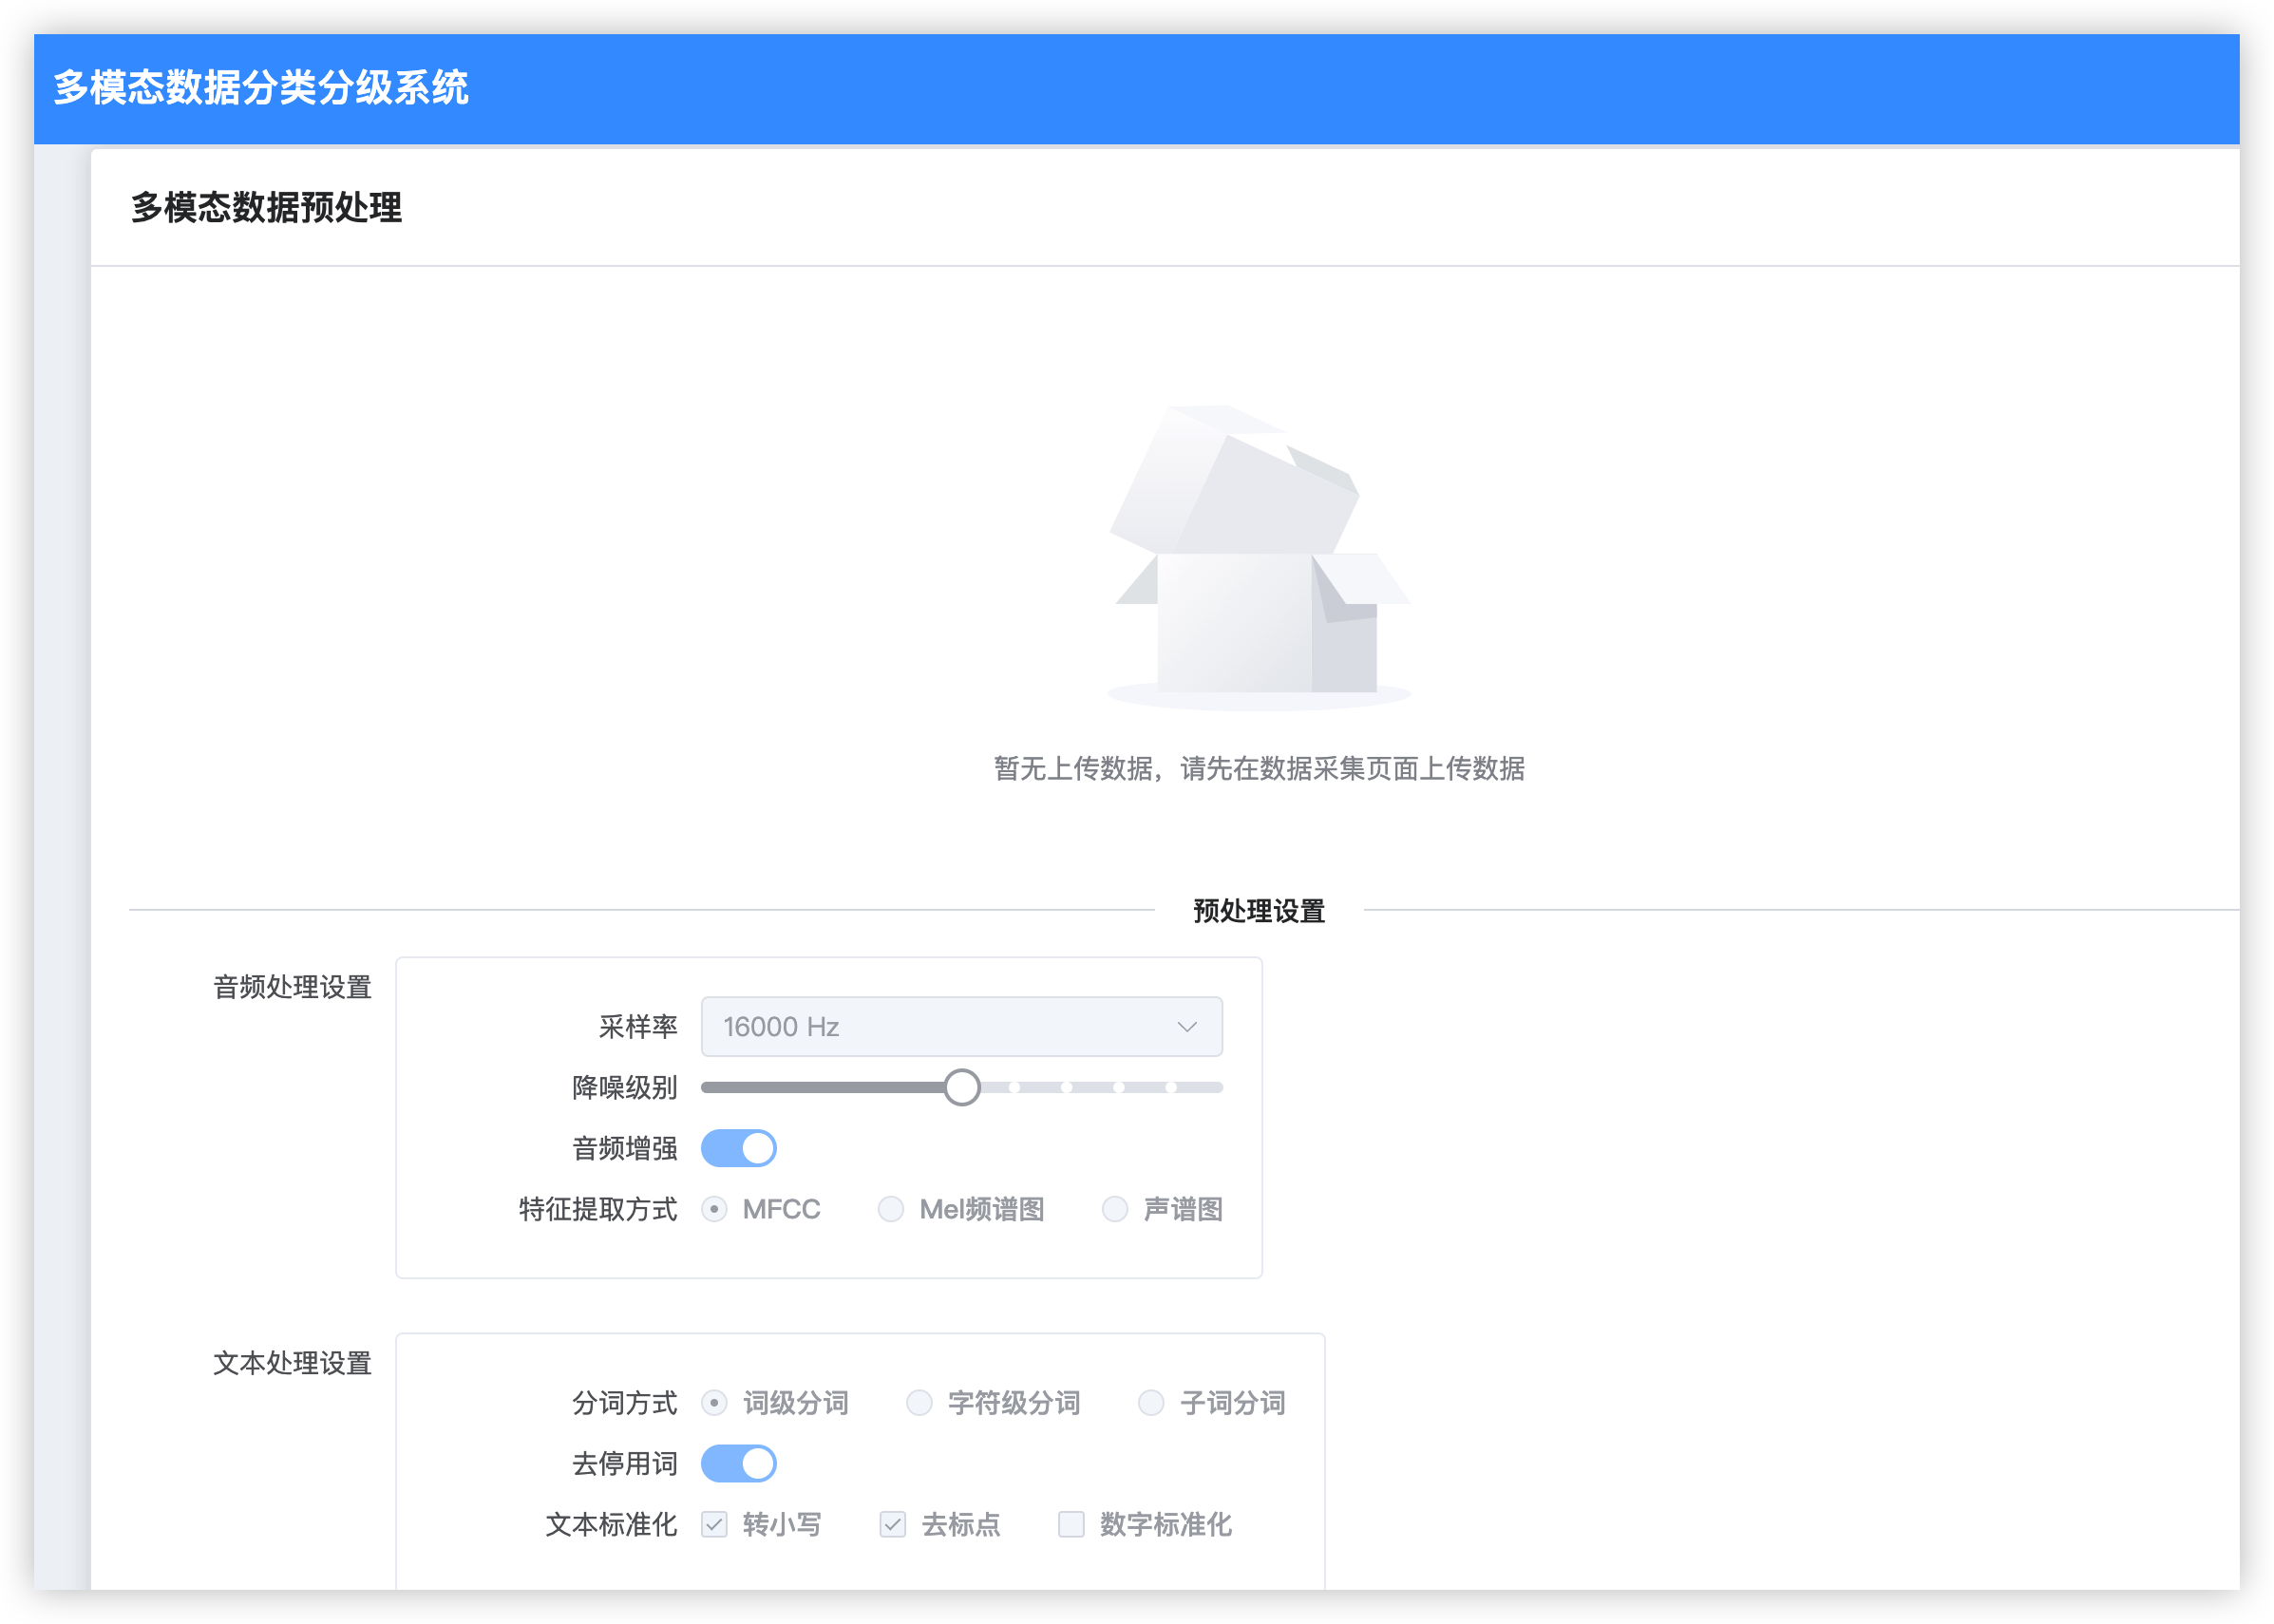 多模态数据分类分级系统
多模态数据预处理
暂无上传数据，请先在数据采集页面上传数据
预处理设置
音频处理设置
采样率 16000 Hz
降噪级别
音频增强
特征提取方式 MFCC Mel频谱图 声谱图
文本处理设置
分词方式 词级分词 字符级分词 子词分词
去停用词
文本标准化 转小写 去标点 数字标准化